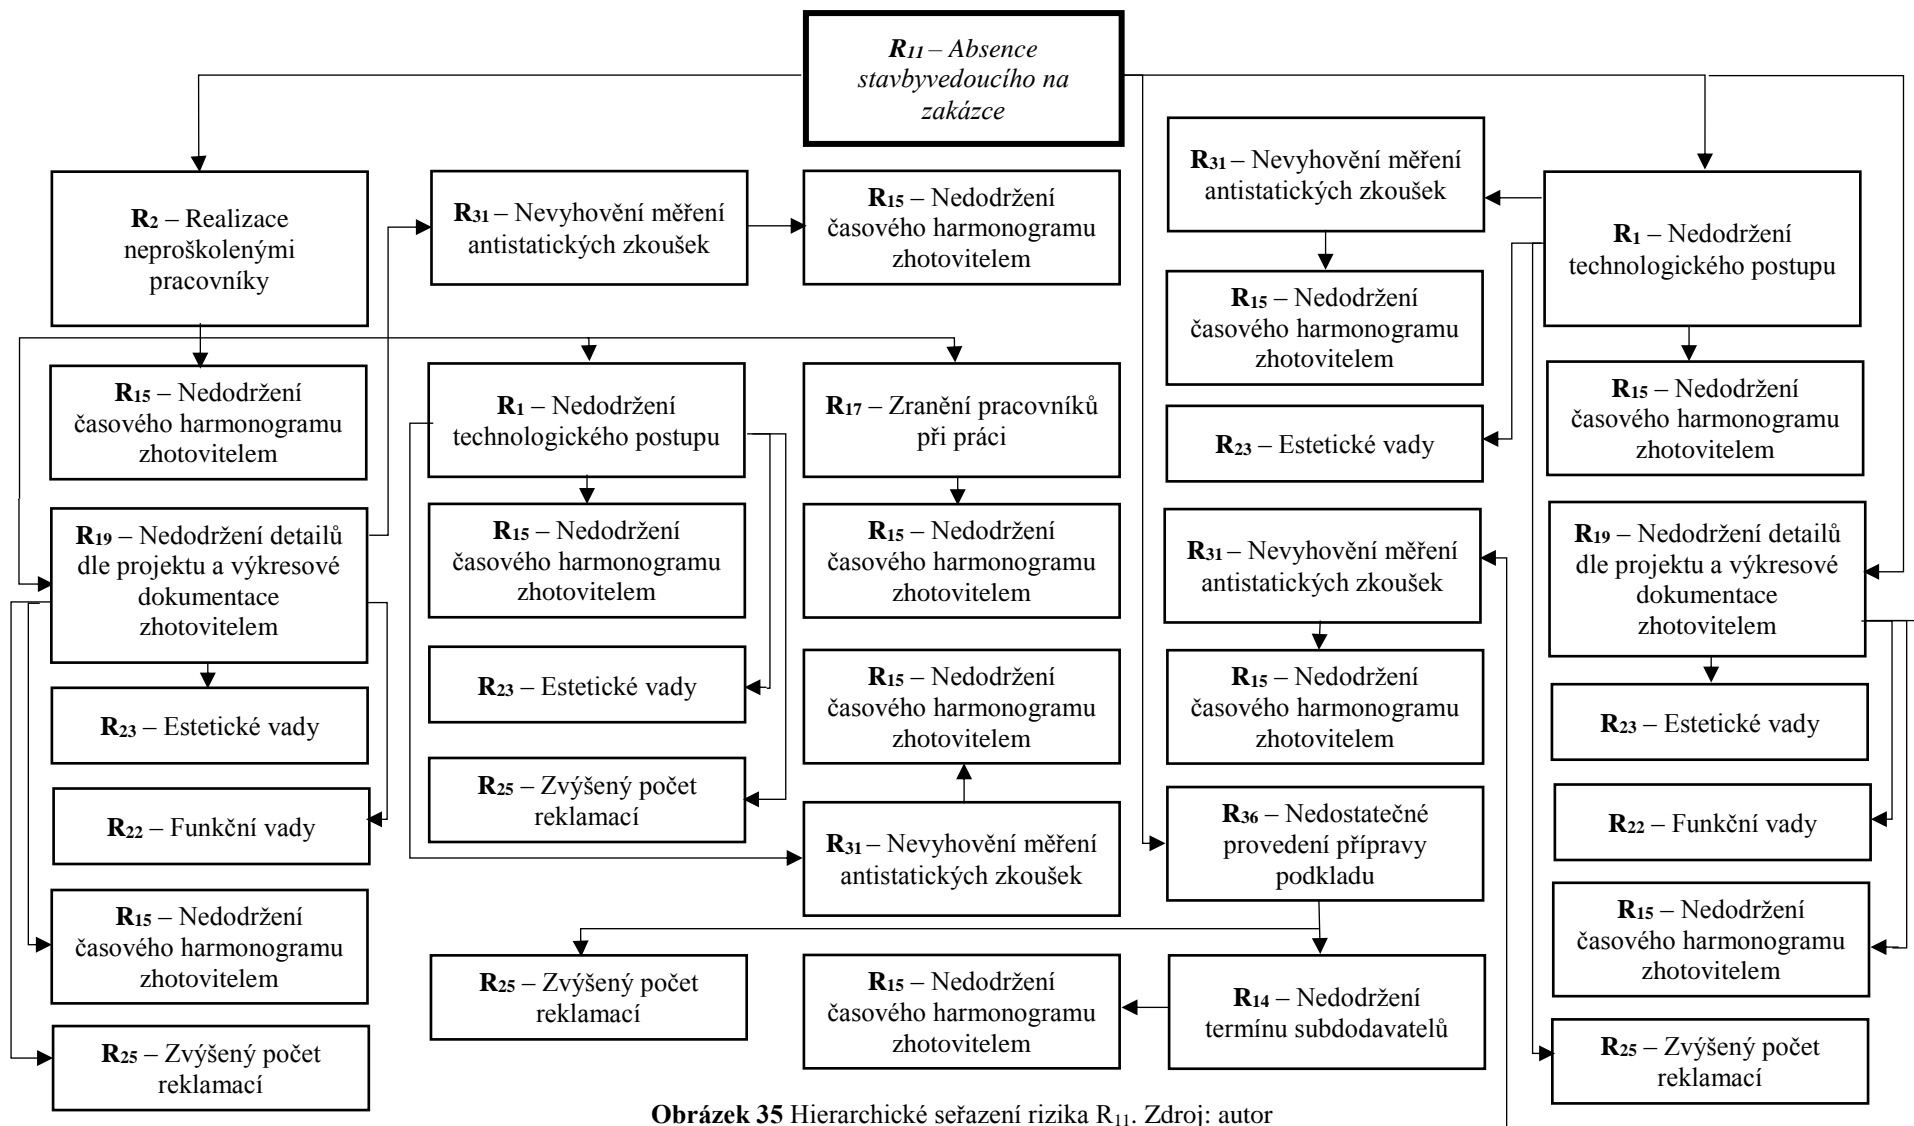 R11 – Absence
stavbyvedoucího na
zakázce
R2 – Realizace
neproškolenými
pracovníky
R31 – Nevyhovění měření
antistatických zkoušek
R15 – Nedodržení
časového harmonogramu
zhotovitelem
R31 – Nevyhovění měření
antistatických zkoušek
R1 – Nedodržení
technologického postupu
R15 – Nedodržení
časového harmonogramu
zhotovitelem
R15 – Nedodržení
časového harmonogramu
zhotovitelem
R1 – Nedodržení
technologického postupu
R17 – Zranění pracovníků
při práci
R23 – Estetické vady
R15 – Nedodržení
časového harmonogramu
zhotovitelem
R19 – Nedodržení detailů
dle projektu a výkresové
dokumentace
zhotovitelem
R15 – Nedodržení
časového harmonogramu
zhotovitelem
R15 – Nedodržení
časového harmonogramu
zhotovitelem
R31 – Nevyhovění měření
antistatických zkoušek
R19 – Nedodržení detailů
dle projektu a výkresové
dokumentace
zhotovitelem
R23 – Estetické vady
R23 – Estetické vady
R15 – Nedodržení
časového harmonogramu
zhotovitelem
R15 – Nedodržení
časového harmonogramu
zhotovitelem
R23 – Estetické vady
R22 – Funkční vady
R25 – Zvýšený počet
reklamací
R31 – Nevyhovění měření
antistatických zkoušek
R36 – Nedostatečné
provedení přípravy
podkladu
R22 – Funkční vady
R15 – Nedodržení
časového harmonogramu
zhotovitelem
R25 – Zvýšený počet
reklamací
R15 – Nedodržení
časového harmonogramu
zhotovitelem
R14 – Nedodržení
termínu subdodavatelů
R15 – Nedodržení
časového harmonogramu
zhotovitelem
R25 – Zvýšený počet
reklamací
R25 – Zvýšený počet
reklamací
Obrázek 35 Hierarchické seřazení rizika R11. Zdroj: autor